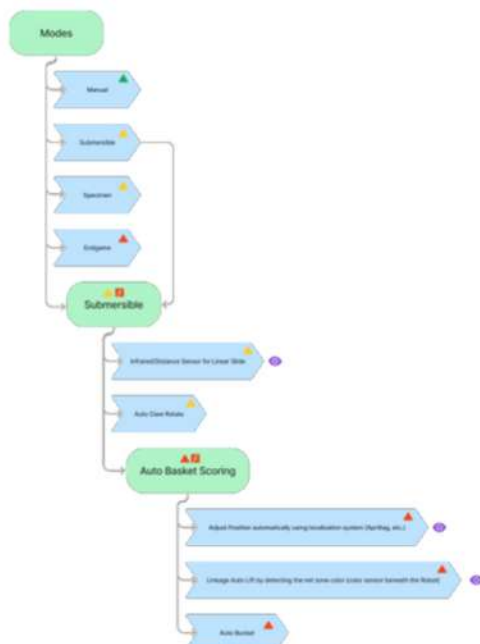 Modes
Manual
Submersible
Specimen
Endgame
Submersible
Infrared/Distance Sensor for Linear Slide
Auto Claw Rotate
Auto Basket Scoring
Adjust Position automatically using localization system (Apriltag, etc.)
Linkage Auto Lift by detecting the net zone color (color sensor beneath the Robot)
Auto Bucket